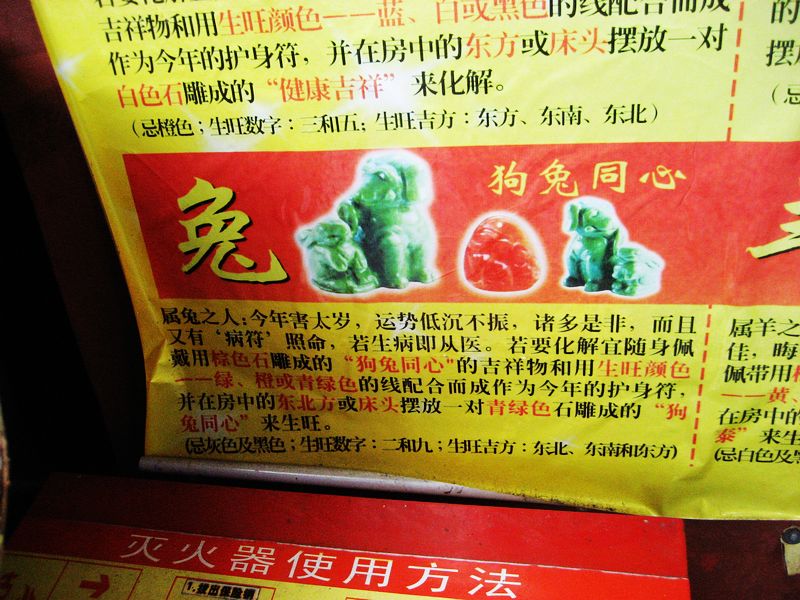 吉祥物和用生旺颜色——蓝、白或黑色的线配合而成
作为今年的护身符，并在房中的东方或床头摆放一对
白色石雕成的“健康吉祥”来化解。
（忌橙色；生旺数字：三和五；生旺吉方：东方、东南、东北）
兔
狗兔同心
属兔之人：今年害太岁，运势低沉不振，诸多是非，而且
又有‘病符’照命，若生病即从医。若要化解宜随身佩
戴用棕色石雕成的“狗兔同心”的吉祥物和用生旺颜色
——绿、橙或青绿色的线配合而成作为今年的护身符，
并在房中的东北方或床头摆放一对青绿色石雕成的“狗
兔同心”来生旺。
（忌灰色及黑色；生旺数字：二和九；生旺吉方：东北、东南和东方）
的
摆
（忌
属羊之
佳，晦
佩带用
——黄、
在房中的
泰”来生
（忌白色及黑
灭火器使用方法
1.拔出保险销